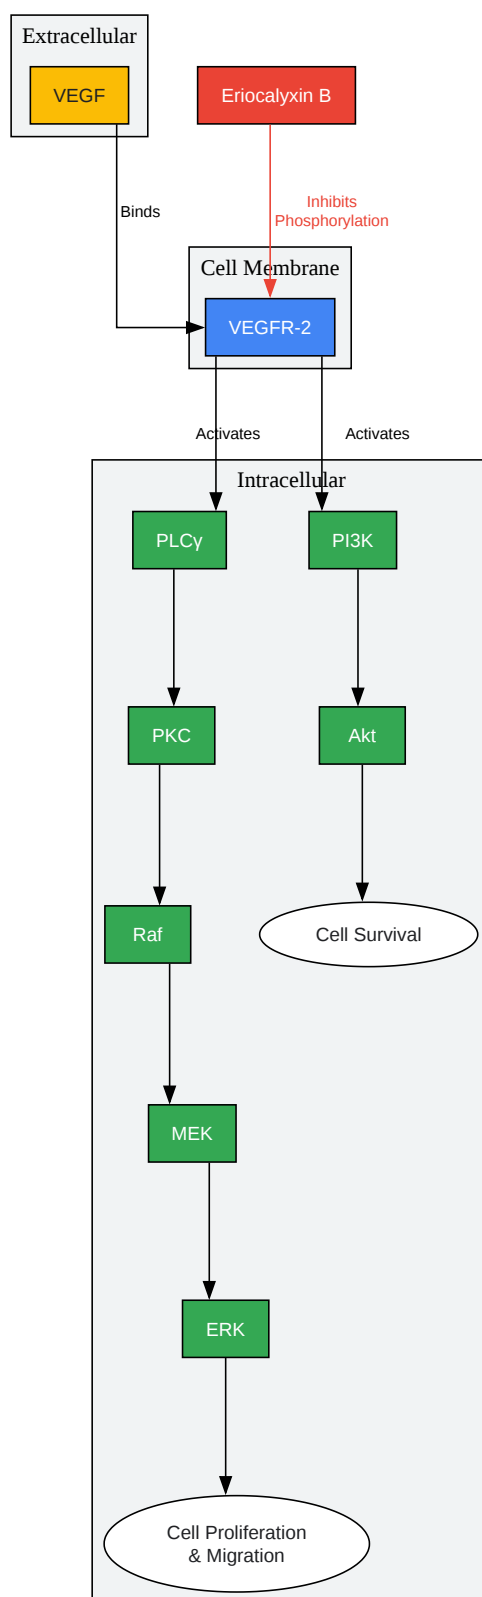 Extracellular
VEGF
Eriocalyxin B
Binds
Inhibits
Phosphorylation
Cell Membrane
VEGFR-2
Activates
Activates
Intracellular
PLCγ
PI3K
PKC
Akt
Raf
Cell Survival
MEK
ERK
Cell Proliferation
& Migration